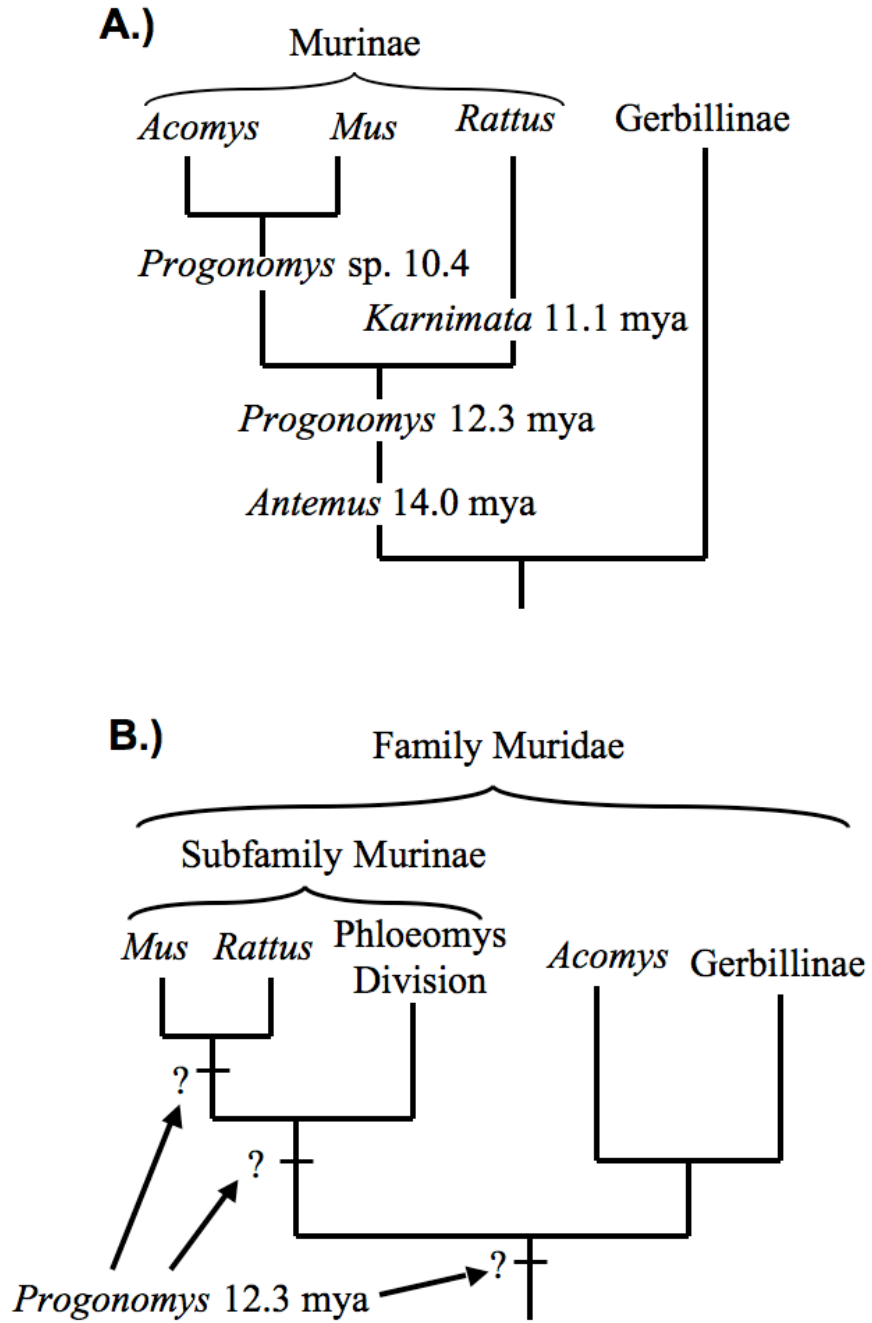 A.)
Murinae
Acomys Mus Rattus Gerbillinae
Progonomys sp. 10.4
Karnimata 11.1 mya
Progonomys 12.3 mya
Antemus 14.0 mya
B.)
Family Muridae
Subfamily Murinae
Mus Rattus Phloeomys
Division
Acomys Gerbillinae
?
?
?
Progonomys 12.3 mya